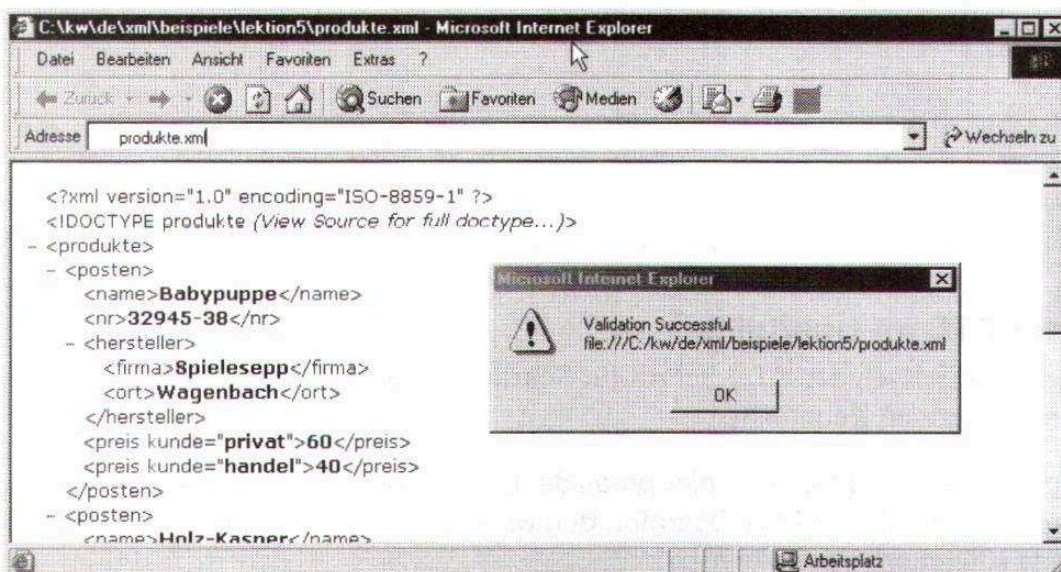 C:\kw\de\xml\beispiele\lektion5\produkte.xml - Microsoft Internet Explorer
Datei Bearbeiten Ansicht Favoriten Extras ?
Zurück Suchen Favoriten Medien
Adresse produkte.xml Wechseln zu
<?xml version="1.0" encoding="ISO-8859-1" ?>
<!DOCTYPE produkte (View Source for full doctype...)>
- <produkte>
- <posten>
<name>Babypuppe</name>
<nr>32945-38</nr>
- <hersteller>
<firma>Spielesepp</firma>
<ort>Wagenbach</ort>
</hersteller>
<preis kunde="privat">60</preis>
<preis kunde="handel">40</preis>
</posten>
- <posten>
<name>Holz-Kasper</name>
Microsoft Internet Explorer
Validation Successful.
file:///C:/kw/de/xml/beispiele/lektion5/produkte.xml
OK
Arbeitsplatz